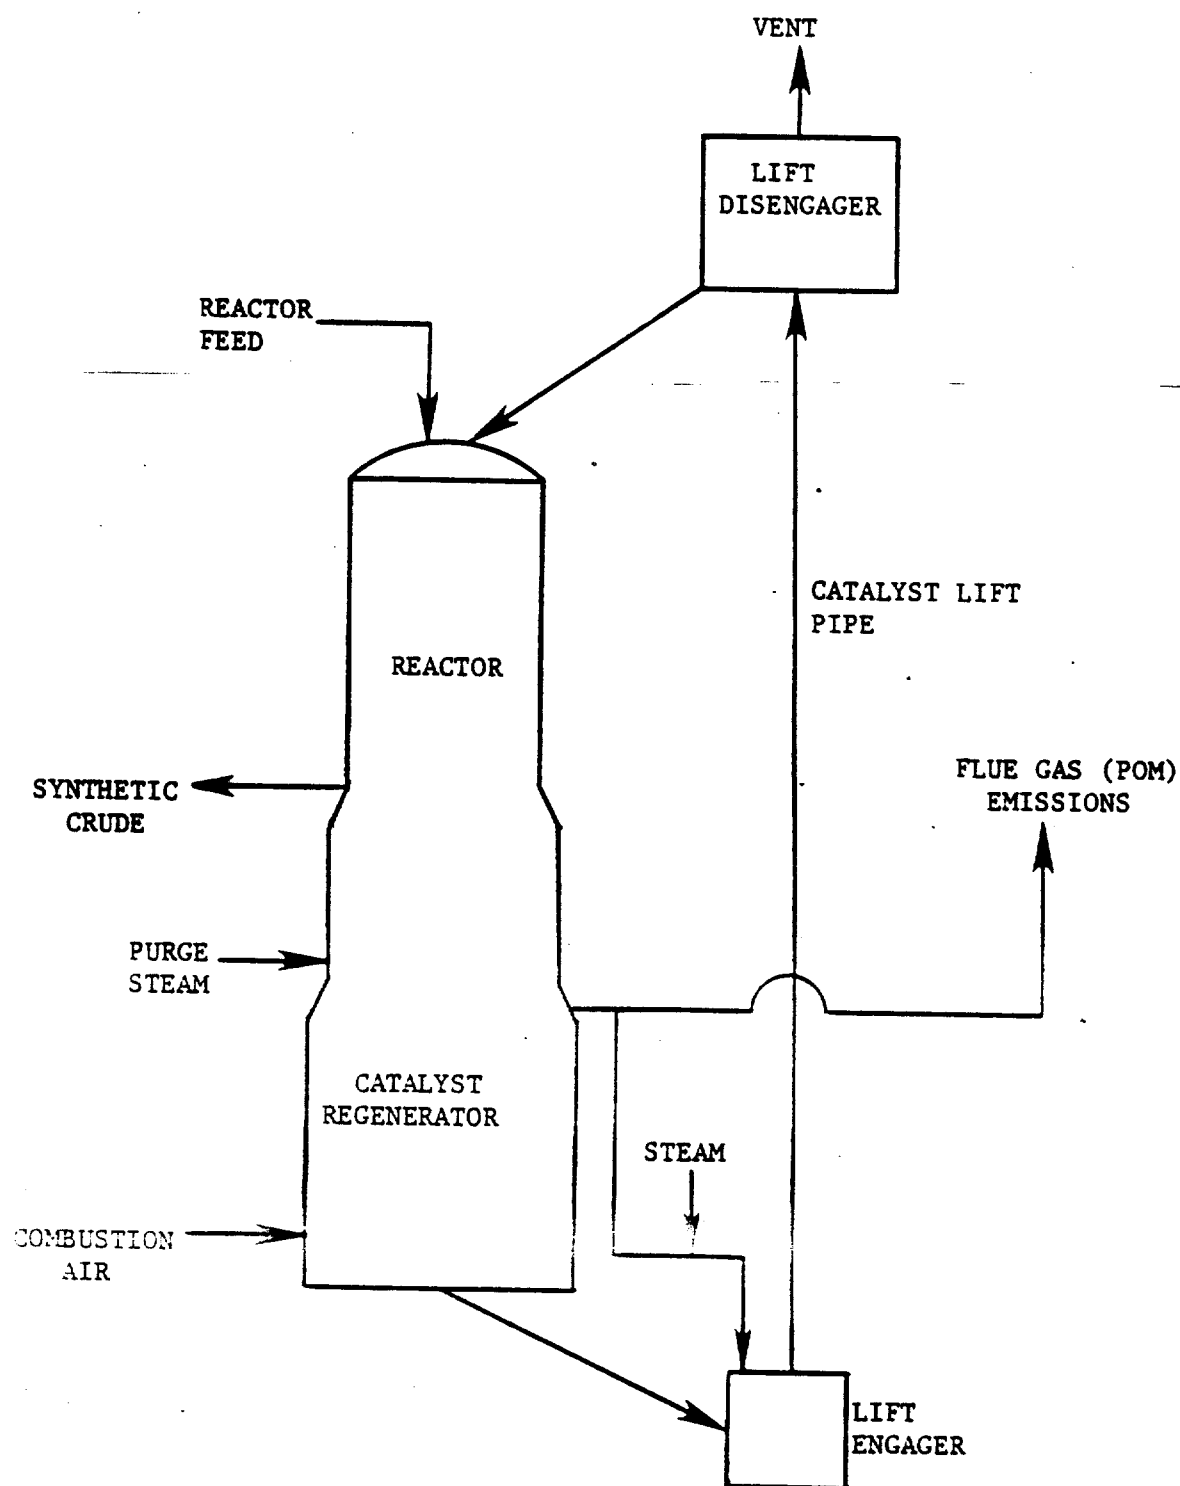 VENT
LIFT
DISENGAGER
REACTOR
FEED
CATALYST LIFT
PIPE
REACTOR
FLUE GAS (POM)
EMISSIONS
SYNTHETIC
CRUDE
PURGE
STEAM
CATALYST
REGENERATOR
STEAM
COMBUSTION
AIR
LIFT
ENGAGER